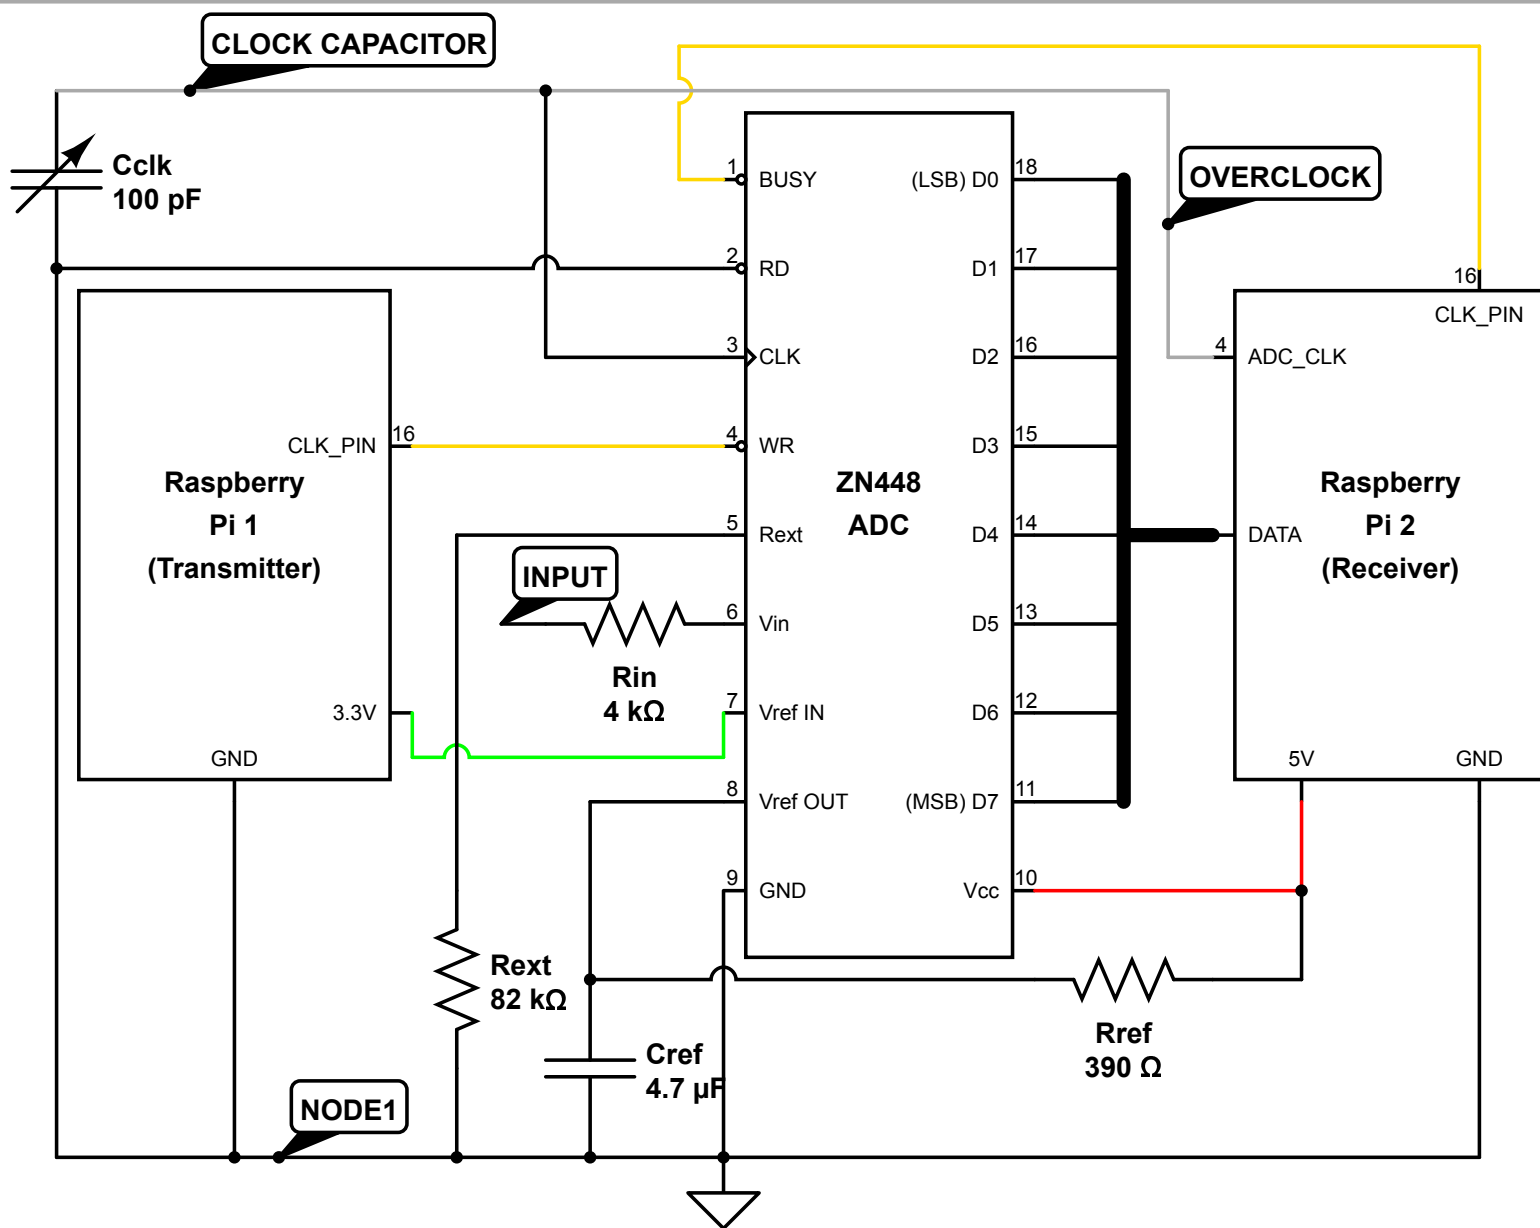 CLOCK CAPACITOR
Cclk
100 pF
OVERCLOCK
1
BUSY
(LSB) D0
18
2
RD
D1
17
3
CLK
D2
16
4
WR
D3
15
5
Rext
D4
14
6
Vin
D5
13
7
Vref IN
D6
12
8
Vref OUT
(MSB) D7
11
9
GND
Vcc
10
ZN448
ADC
16
CLK_PIN
Raspberry
Pi 1
(Transmitter)
3.3V
GND
INPUT
Rin
4 kΩ
16
CLK_PIN
4
ADC_CLK
Raspberry
Pi 2
(Receiver)
DATA
5V
GND
Rext
82 kΩ
Cref
4.7 µF
Rref
390 Ω
NODE1